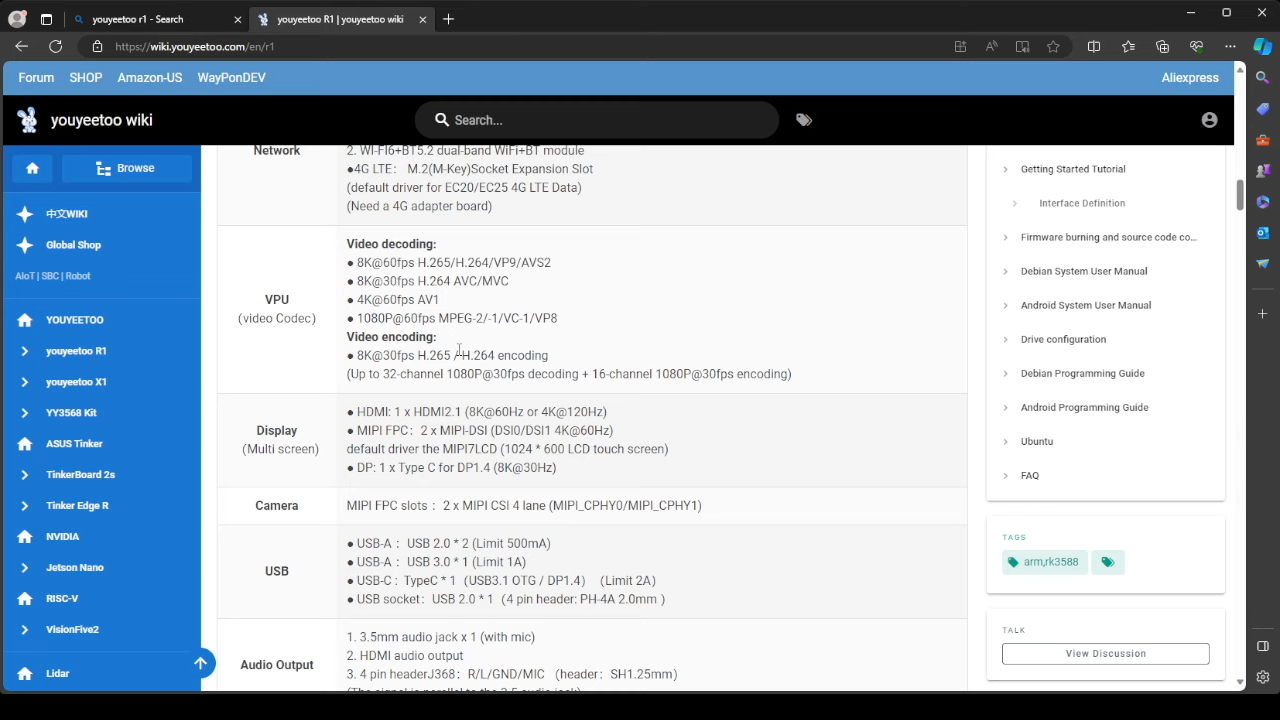 youyeetoo r1 - Search
youyeetoo R1 | youyeetoo wiki
https://wiki.youyeetoo.com/en/r1
Forum SHOP Amazon-US WayPonDEV Aliexpress
youyeetoo wiki
Search...
Browse
中文WIKI
Global Shop
AIoT | SBC | Robot
YOUYEETOO
youyeetoo R1
youyeetoo X1
YY3568 Kit
ASUS Tinker
TinkerBoard 2s
Tinker Edge R
NVIDIA
Jetson Nano
RISC-V
VisionFive2
Lidar
Network
2. WI-FI6+BT5.2 dual-band WiFi+BT module
●4G LTE： M.2(M-Key)Socket Expansion Slot
(default driver for EC20/EC25 4G LTE Data)
(Need a 4G adapter board)
VPU
(video Codec)
Video decoding:
● 8K@60fps H.265/H.264/VP9/AVS2
● 8K@30fps H.264 AVC/MVC
● 4K@60fps AV1
● 1080P@60fps MPEG-2/-1/VC-1/VP8
Video encoding:
● 8K@30fps H.265 /H.264 encoding
(Up to 32-channel 1080P@30fps decoding + 16-channel 1080P@30fps encoding)
Display
(Multi screen)
● HDMI: 1 x HDMI2.1 (8K@60Hz or 4K@120Hz)
● MIPI FPC：2 x MIPI-DSI (DSI0/DSI1 4K@60Hz)
default driver the MIPI7LCD (1024 * 600 LCD touch screen)
● DP: 1 x Type C for DP1.4 (8K@30Hz)
Camera
MIPI FPC slots：2 x MIPI CSI 4 lane (MIPI_CPHY0/MIPI_CPHY1)
USB
● USB-A： USB 2.0 * 2 (Limit 500mA)
● USB-A： USB 3.0 * 1 (Limit 1A)
● USB-C：TypeC * 1（USB3.1 OTG / DP1.4）（Limit 2A）
● USB socket：USB 2.0 * 1（4 pin header: PH-4A 2.0mm ）
Audio Output
1. 3.5mm audio jack x 1 (with mic)
2. HDMI audio output
3. 4 pin headerJ368：R/L/GND/MIC （header：SH1.25mm）
(The signal is parallel to the 3.5 audio jack)
Getting Started Tutorial
Interface Definition
Firmware burning and source code co...
Debian System User Manual
Android System User Manual
Drive configuration
Debian Programming Guide
Android Programming Guide
Ubuntu
FAQ
TAGS
arm,rk3588
TALK
View Discussion